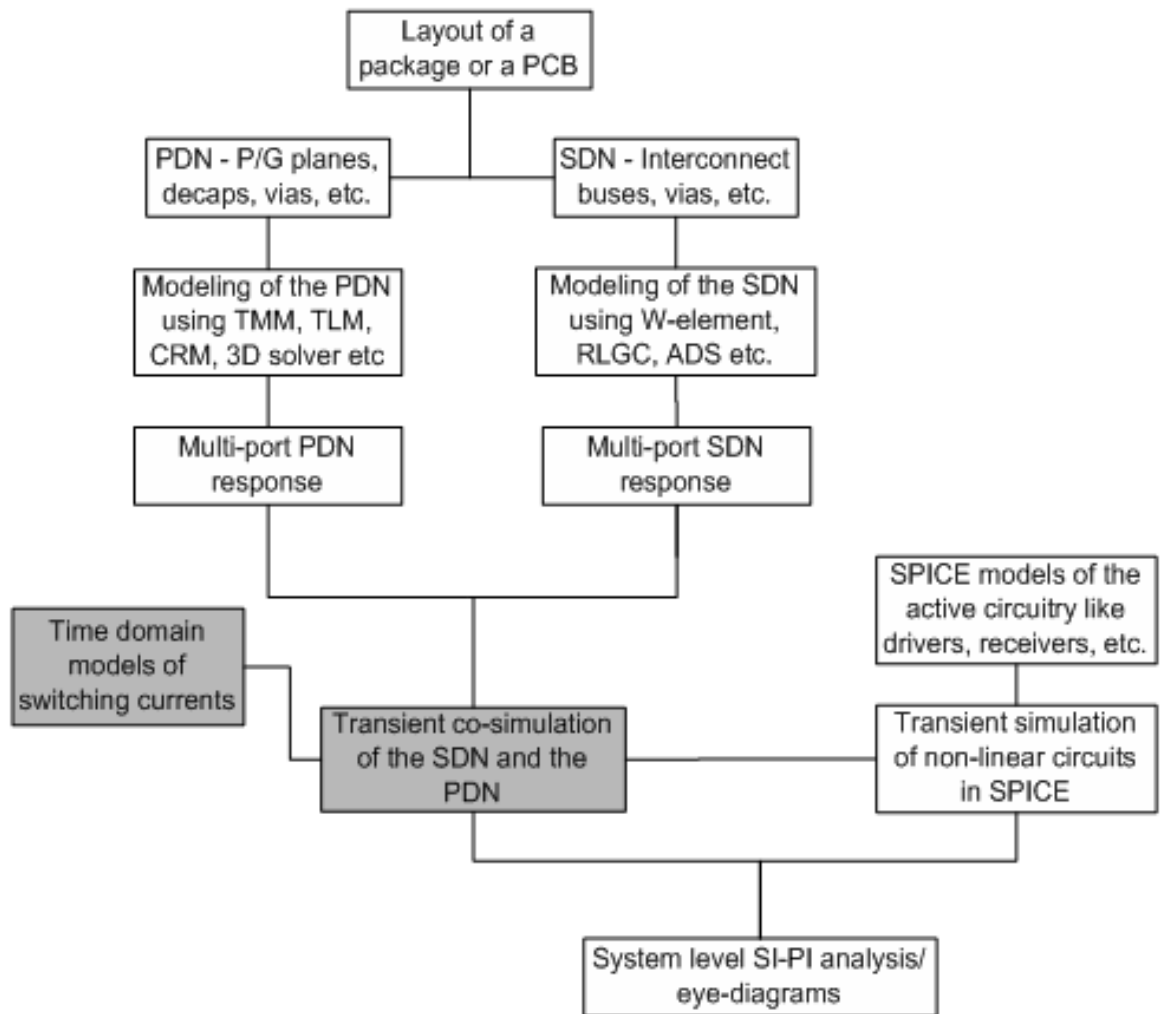 Layout of a
package or a PCB
PDN - P/G planes,
decaps, vias, etc.
SDN - Interconnect
buses, vias, etc.
Modeling of the PDN
using TMM, TLM,
CRM, 3D solver etc
Modeling of the SDN
using W-element,
RLGC, ADS etc.
Multi-port PDN
response
Multi-port SDN
response
SPICE models of the
active circuitry like
drivers, receivers, etc.
Time domain
models of
switching currents
Transient co-simulation
of the SDN and the
PDN
Transient simulation
of non-linear circuits
in SPICE
System level SI-PI analysis/
eye-diagrams